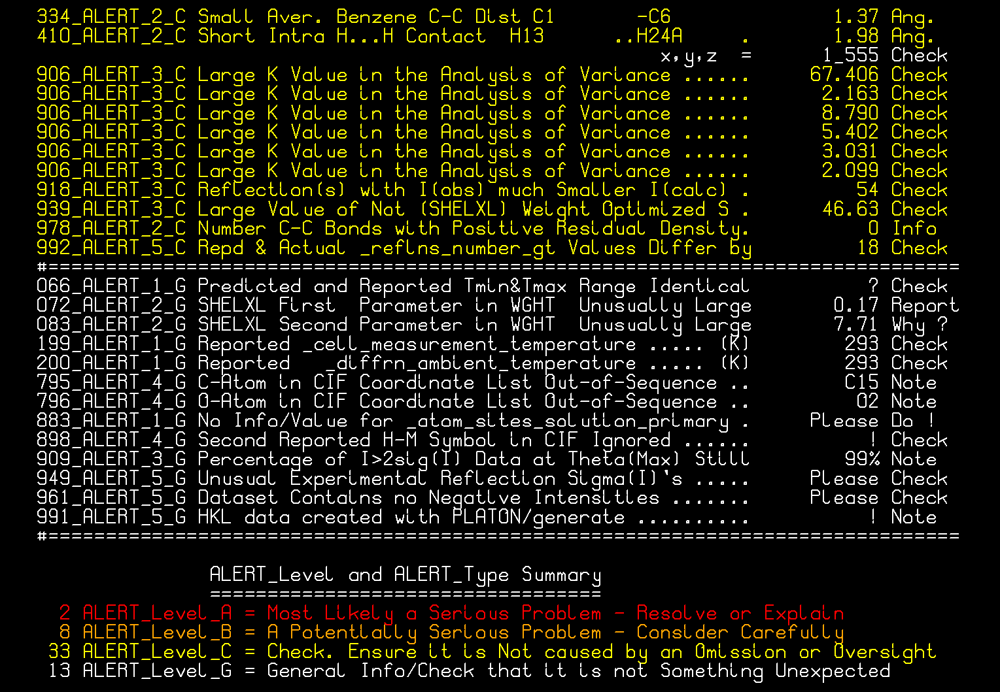 334_ALERT_2_C Small Aver. Benzene C-C Dist C1 -C6 1.37 Ang.
410_ALERT_2_C Short Intra H...H Contact H13 ..H24A . 1.98 Ang.
x,y,z = 1_555 Check
906_ALERT_3_C Large K Value in the Analysis of Variance ...... 67.406 Check
906_ALERT_3_C Large K Value in the Analysis of Variance ...... 2.163 Check
906_ALERT_3_C Large K Value in the Analysis of Variance ...... 8.790 Check
906_ALERT_3_C Large K Value in the Analysis of Variance ...... 5.402 Check
906_ALERT_3_C Large K Value in the Analysis of Variance ...... 3.031 Check
906_ALERT_3_C Large K Value in the Analysis of Variance ...... 2.099 Check
918_ALERT_3_C Reflection(s) with I(obs) much Smaller I(calc) . 54 Check
939_ALERT_3_C Large Value of Not (SHELXL) Weight Optimized S . 46.63 Check
978_ALERT_2_C Number C-C Bonds with Positive Residual Density. 0 Info
992_ALERT_5_C Repd & Actual _reflns_number_gt Values Differ by 18 Check
#===============================================================================
066_ALERT_1_G Predicted and Reported Tmin&Tmax Range Identical ? Check
072_ALERT_2_G SHELXL First Parameter in WGHT Unusually Large 0.17 Report
083_ALERT_2_G SHELXL Second Parameter in WGHT Unusually Large 7.71 Why ?
199_ALERT_1_G Reported _cell_measurement_temperature ..... (K) 293 Check
200_ALERT_1_G Reported _diffrn_ambient_temperature ..... (K) 293 Check
795_ALERT_4_G C-Atom in CIF Coordinate List Out-of-Sequence .. C15 Note
796_ALERT_4_G O-Atom in CIF Coordinate List Out-of-Sequence .. O2 Note
883_ALERT_1_G No Info/Value for _atom_sites_solution_primary . Please Do !
898_ALERT_4_G Second Reported H-M Symbol in CIF Ignored ...... ! Check
909_ALERT_3_G Percentage of I>2sig(I) Data at Theta(Max) Still 99% Note
949_ALERT_5_G Unusual Experimental Reflection Sigma(I)'s ..... Please Check
961_ALERT_5_G Dataset Contains no Negative Intensities ....... Please Check
991_ALERT_5_G HKL data created with PLATON/generate .......... ! Note
#===============================================================================
ALERT_Level and ALERT_Type Summary
==================================
2 ALERT_Level_A = Most Likely a Serious Problem - Resolve or Explain
8 ALERT_Level_B = A Potentially Serious Problem - Consider Carefully
33 ALERT_Level_C = Check. Ensure it is Not caused by an Omission or Oversight
13 ALERT_Level_G = General Info/Check that it is not Something Unexpected